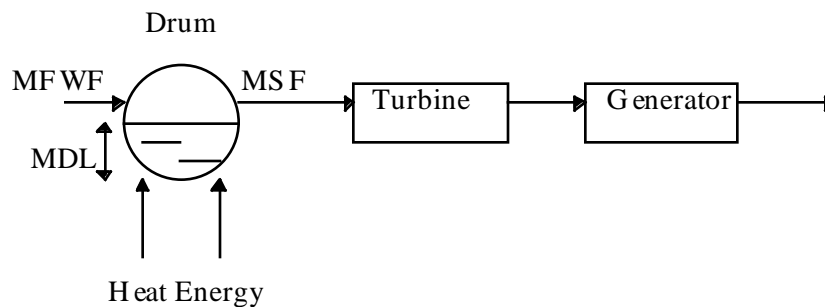 Drum
MFWF
MSF
Turbine
Generator
MDL
Heat Energy